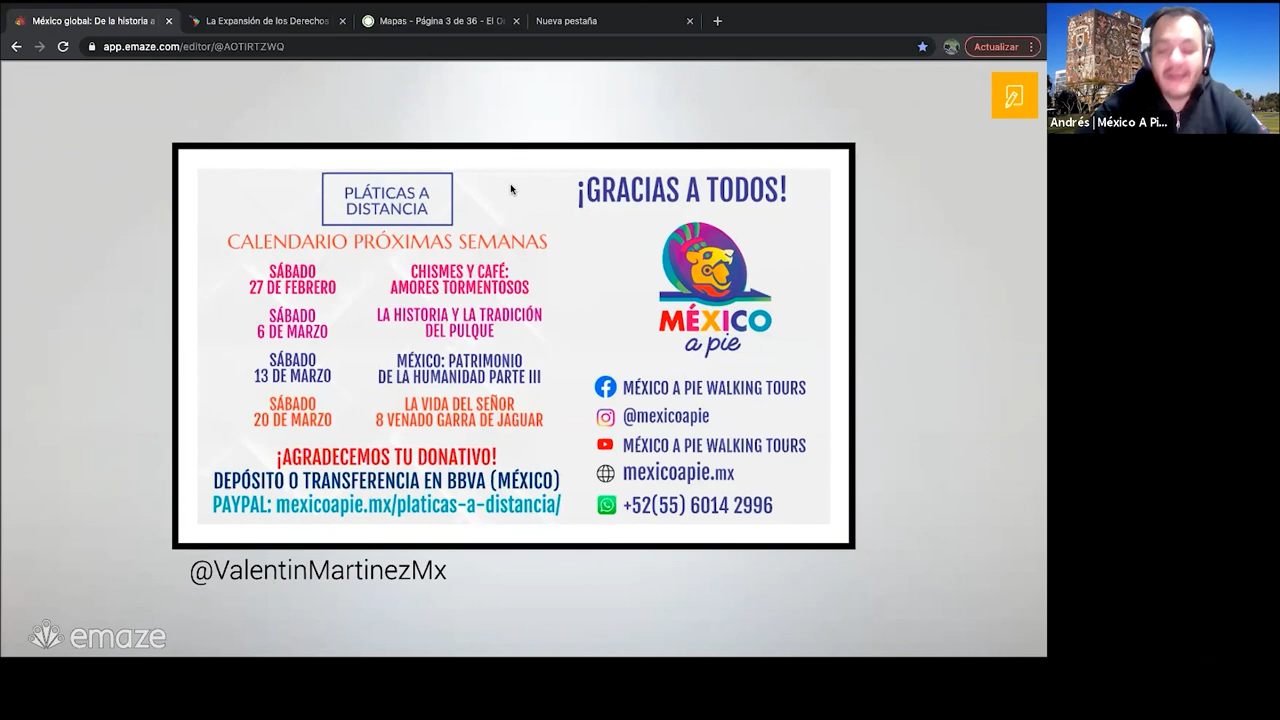 México global: De la historia a
La Expansión de los Derechos
Mapas - Página 3 de 36 - El O
Nueva pestaña
app.emaze.com/editor/@AOTIRTZWQ
Actualizar
Andrés | México A Pi...
PLÁTICAS A
DISTANCIA
CALENDARIO PRÓXIMAS SEMANAS
SÁBADO
27 DE FEBRERO
CHISMES Y CAFÉ:
AMORES TORMENTOSOS
SÁBADO
6 DE MARZO
LA HISTORIA Y LA TRADICIÓN
DEL PULQUE
SÁBADO
13 DE MARZO
MÉXICO: PATRIMONIO
DE LA HUMANIDAD PARTE III
SÁBADO
20 DE MARZO
LA VIDA DEL SEÑOR
8 VENADO GARRA DE JAGUAR
¡AGRADECEMOS TU DONATIVO!
DEPÓSITO O TRANSFERENCIA EN BBVA (MÉXICO)
PAYPAL: mexicoapie.mx/platicas-a-distancia/
¡GRACIAS A TODOS!
MÉXICO
a pie
MÉXICO A PIE WALKING TOURS
@mexicoapie
MÉXICO A PIE WALKING TOURS
mexicoapie.mx
+52(55) 6014 2996
@ValentinMartinezMx
emaze